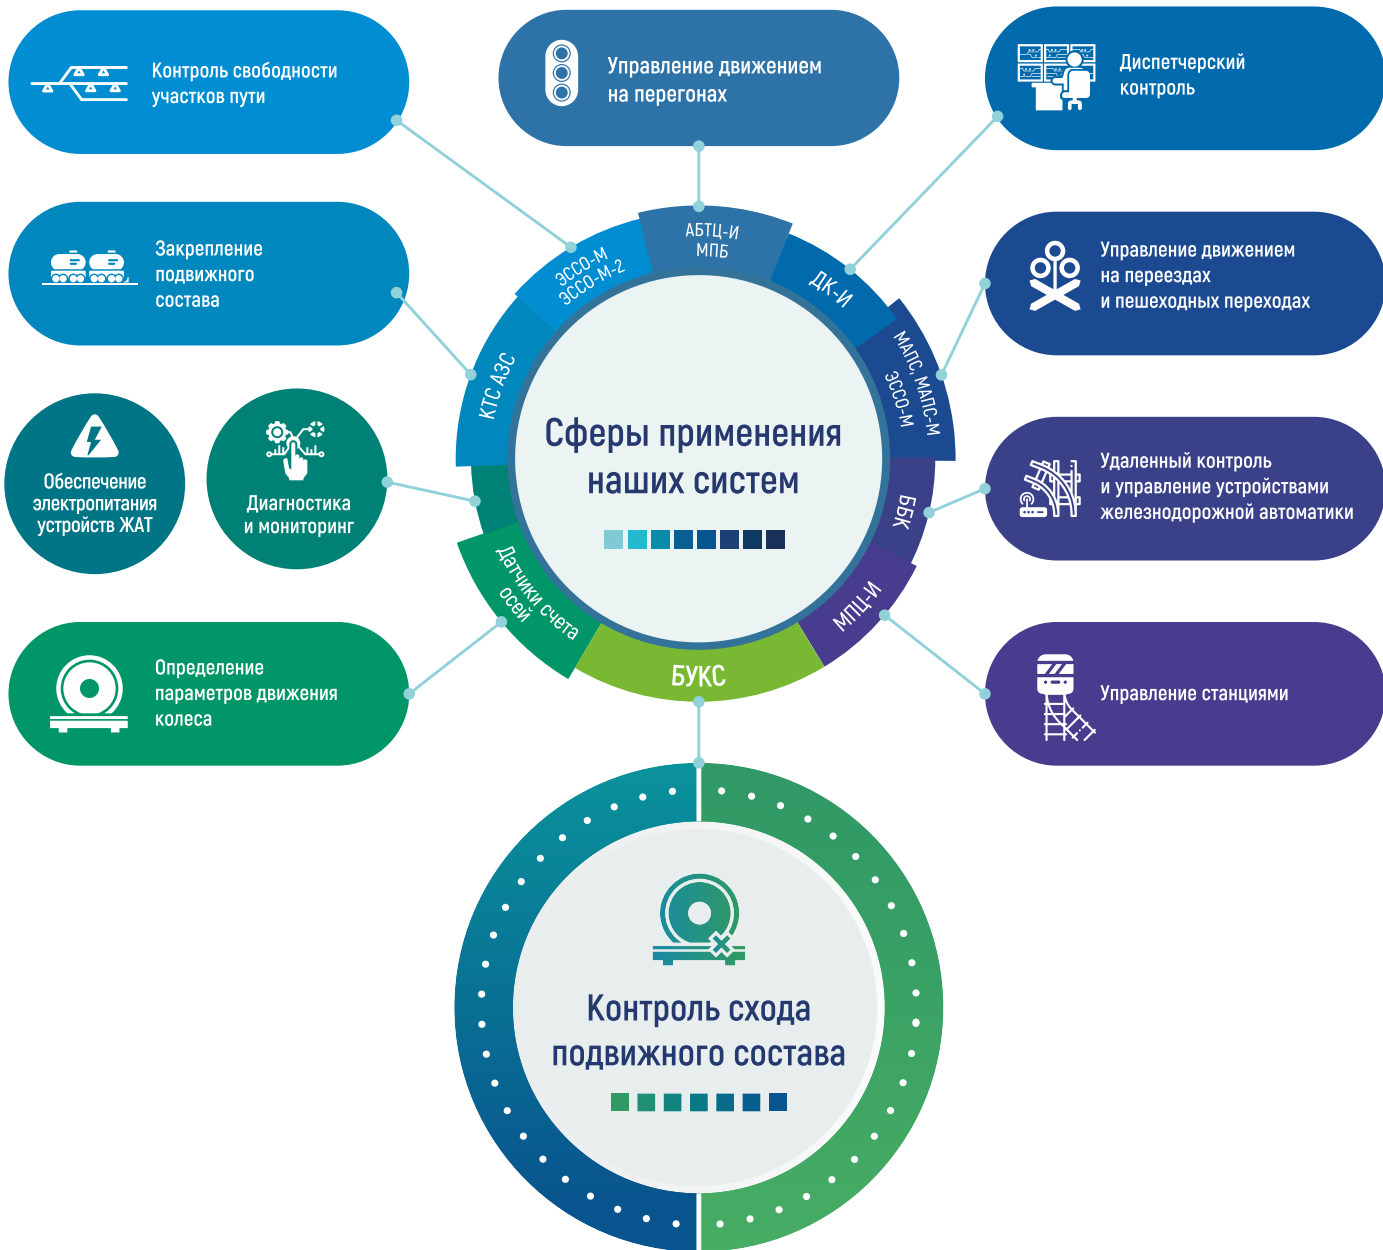 Контроль свободности
участков пути
Управление движением
на перегонах
Диспетчерский
контроль
Закрепление
подвижного
состава
Управление движением
на переездах
и пешеходных переходах
Обеспечение
электропитания
устройств ЖАТ
Диагностика
и мониторинг
Удаленный контроль
и управление устройствами
железнодорожной автоматики
Определение
параметров движения
колеса
Управление станциями
КТС АЗС
ЭССО-М
ЭССО-М-2
АБТЦ-И
МПБ
ДК-И
МАПС, МАПС-М
ЭССО-М
ББК
МПЦ-И
БУКС
Датчики счета
осей
Сферы применения
наших систем
Контроль схода
подвижного состава